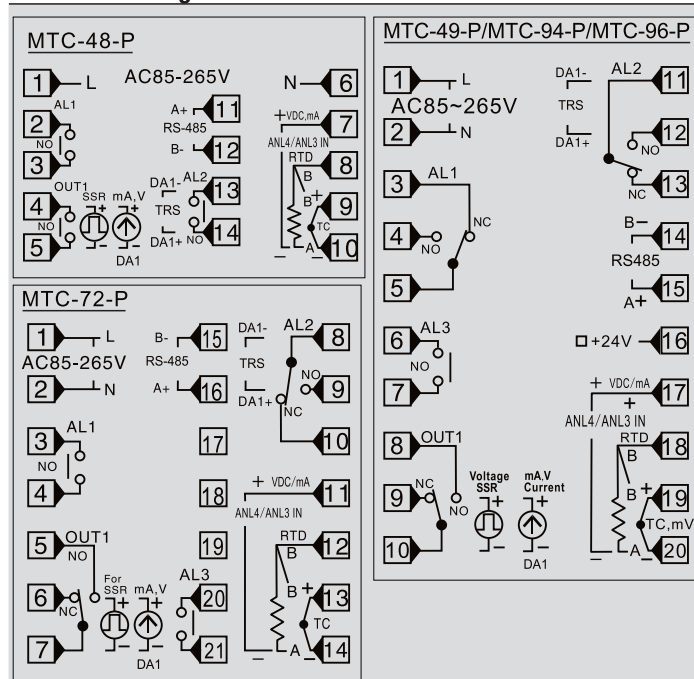 MTC-48-P
1 L AC85-265V N 6
AL1 A+ 11 +VDC,mA 7
2 RS-485
NO B- 12 ANL4/ANL3 IN
3 RTD 8
OUT1 B
4 SSR mA,V DA1- AL2 13 B + 9
NO + + TRS TC
5 - - DA1+ NO 14 - A - 10
DA1
MTC-72-P
1 L B- 15 DA1- AL2 8
AC85-265V RS-485 TRS NO
2 N A+ 16 DA1+ NC 9
3 AL1 17 10
NO
4 18 + VDC/mA 11
ANL4/ANL3 IN
5 OUT1 19 RTD 12
NO B
6 For SSR mA,V AL3 20 B + 13
NC + + TC
7 - - 21 - A - 14
DA1
MTC-49-P/MTC-94-P/MTC-96-P
1 L DA1- AL2 11
AC85~265V TRS
2 N DA1+ NO 12
3 AL1 NC 13
NC
4 NO B- 14
RS485
5 A+ 15
6 AL3 +24V 16
NO
7 + VDC/mA 17
+
ANL4/ANL3 IN
8 OUT1 RTD 18
B
9 NC NO Voltage SSR mA,V Current B + 19
+ + TC,mV
10 - - - A - 20
DA1